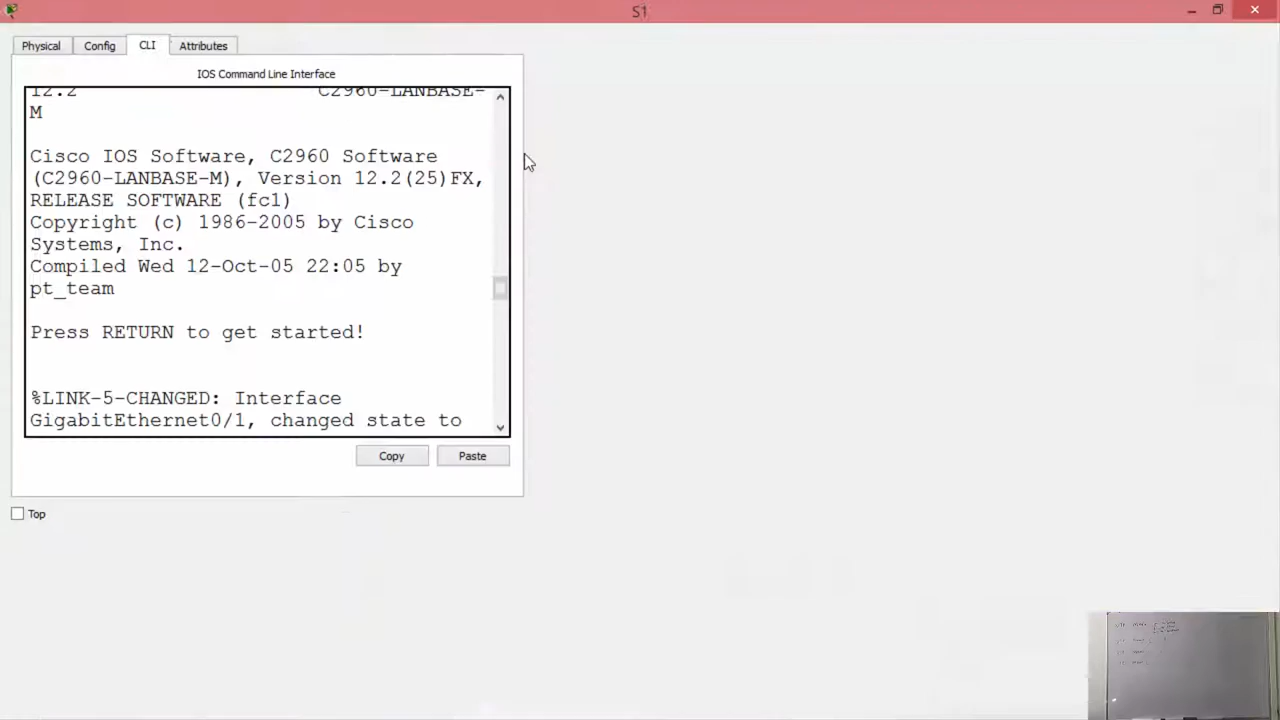 S1
Physical
Config
CLI
Attributes
IOS Command Line Interface
12.2 C2960-LANBASE-
M
Cisco IOS Software, C2960 Software
(C2960-LANBASE-M), Version 12.2(25)FX,
RELEASE SOFTWARE (fc1)
Copyright (c) 1986-2005 by Cisco
Systems, Inc.
Compiled Wed 12-Oct-05 22:05 by
pt_team
Press RETURN to get started!
%LINK-5-CHANGED: Interface
GigabitEthernet0/1, changed state to
Copy
Paste
Top